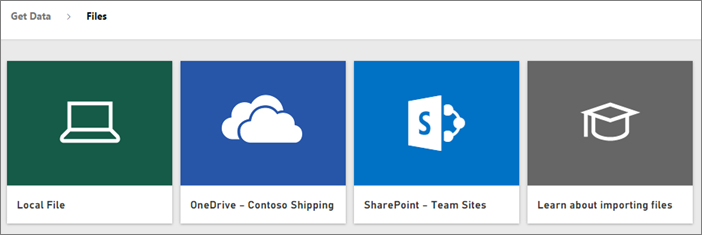 Get Data > Files
Local File
OneDrive – Contoso Shipping
SharePoint – Team Sites
Learn about importing files